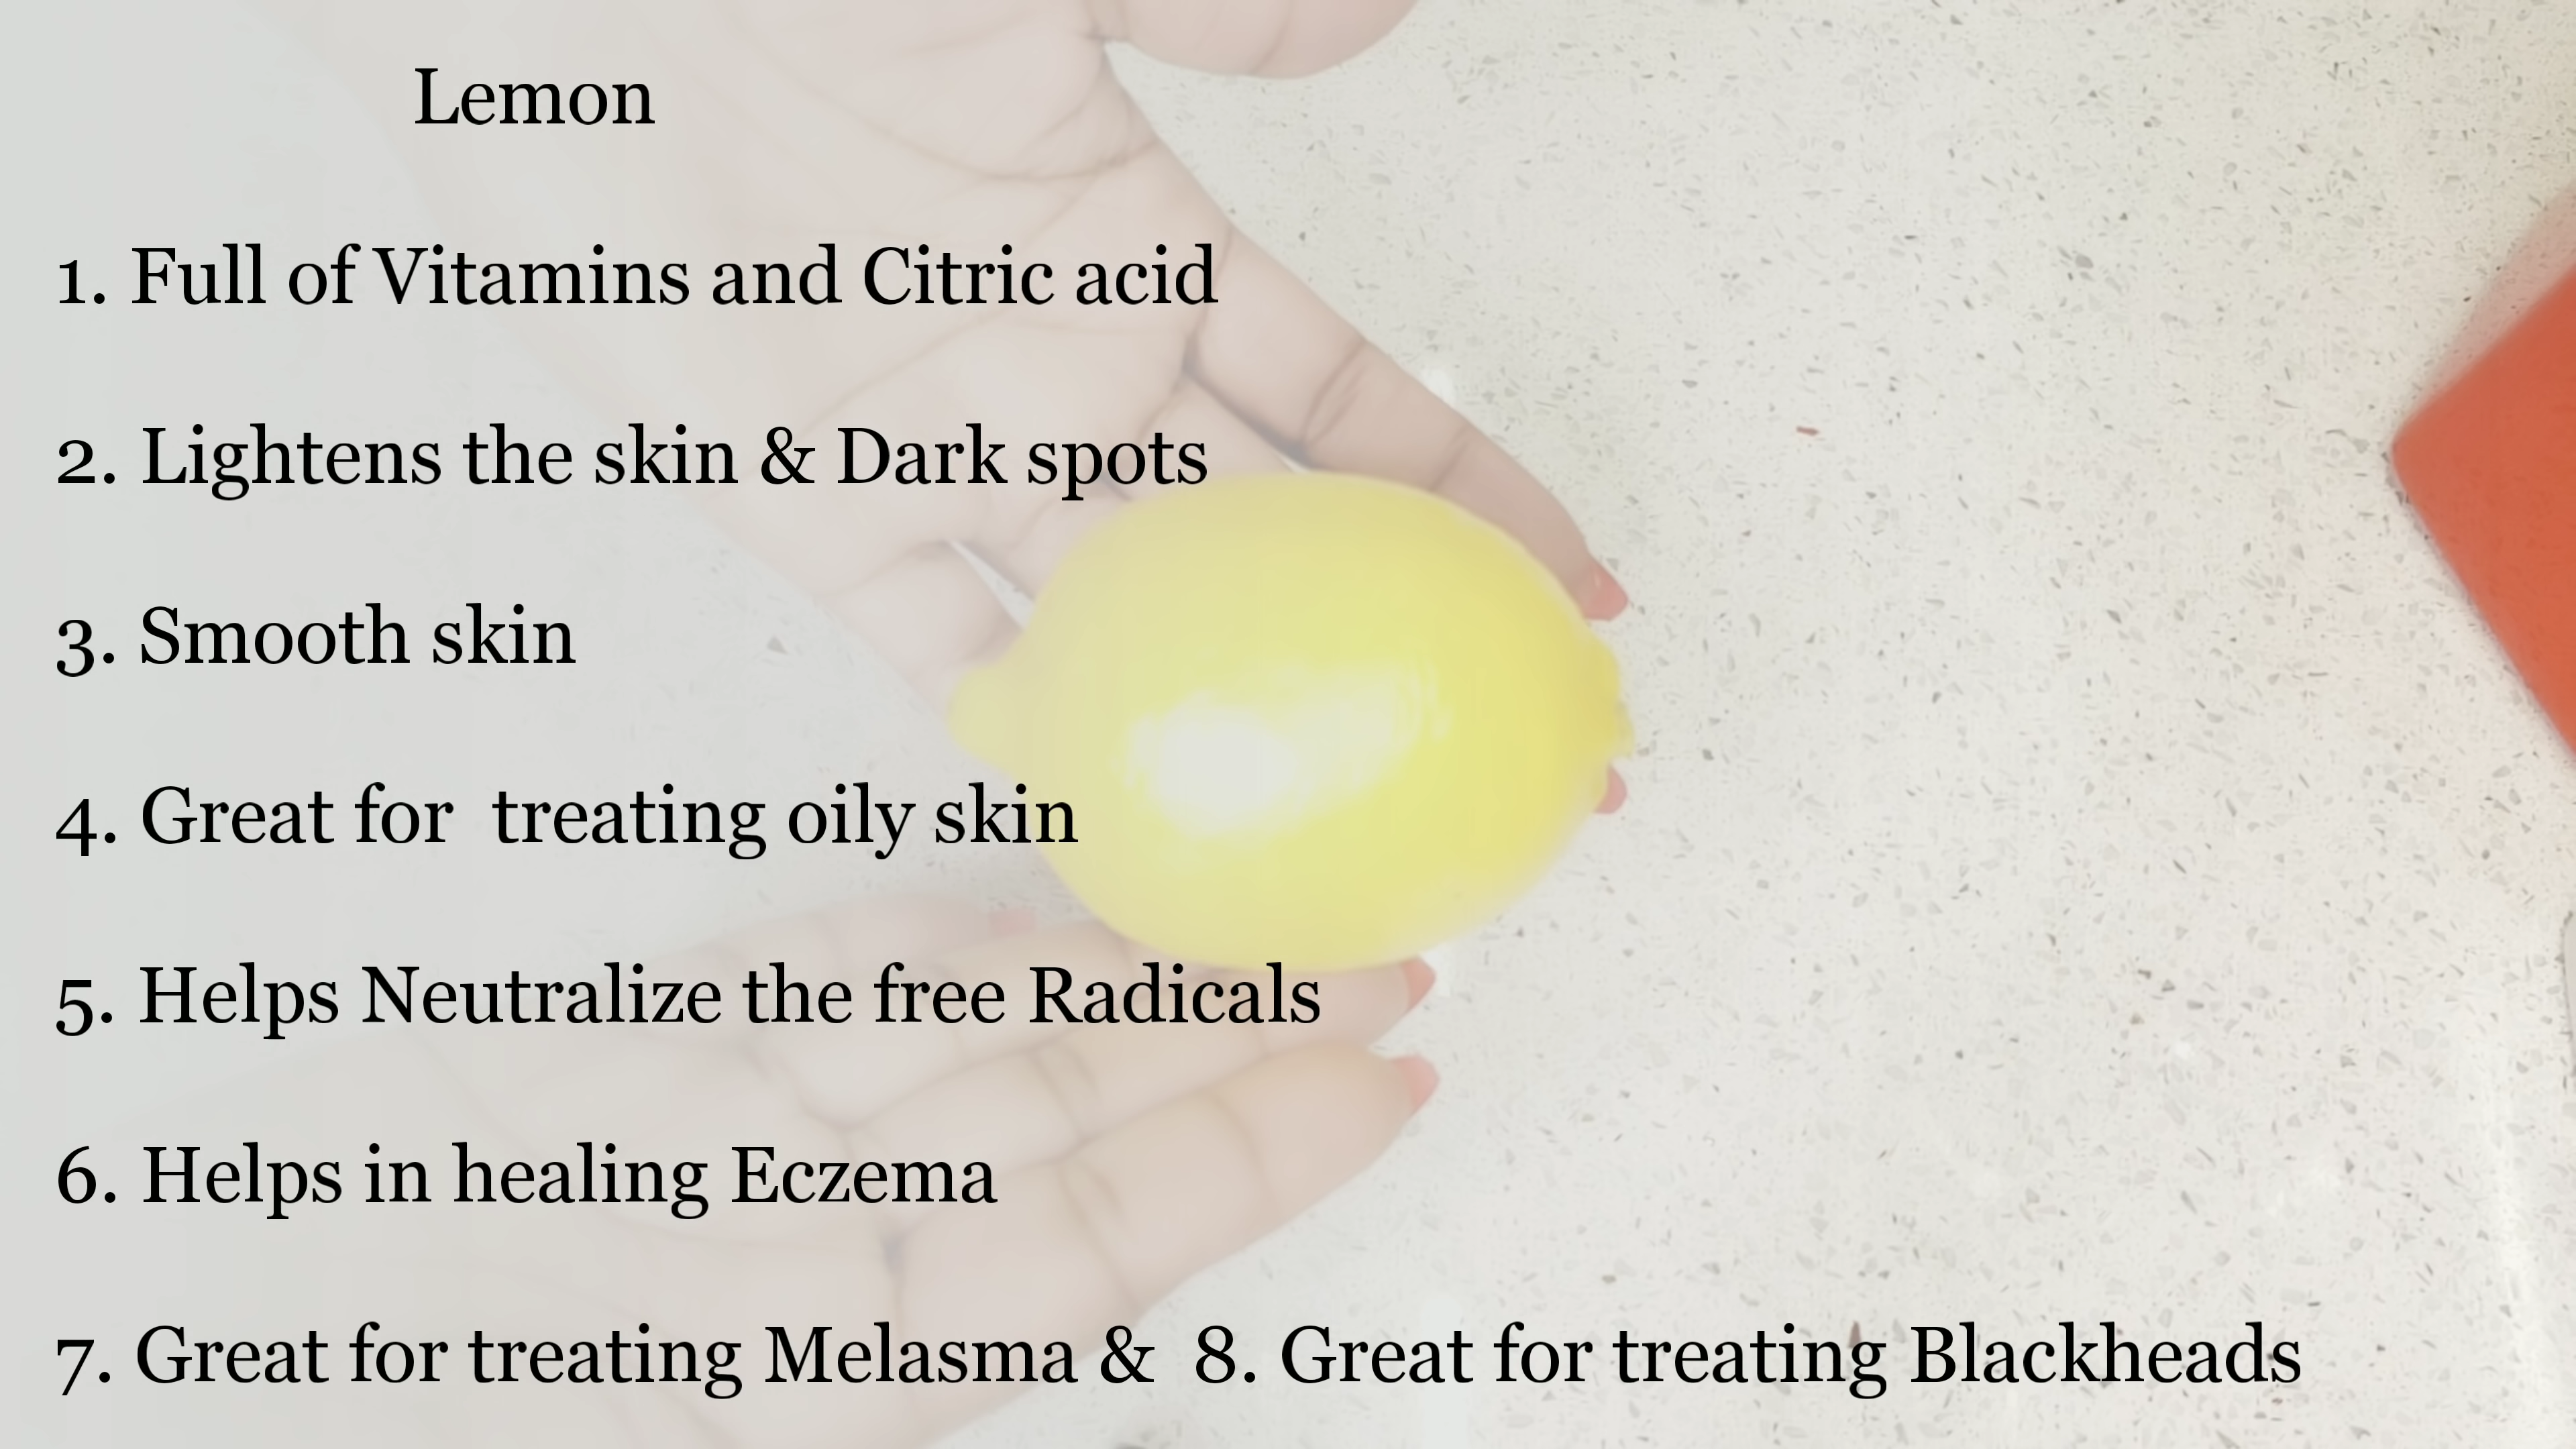 Lemon
1. Full of Vitamins and Citric acid
2. Lightens the skin & Dark spots
3. Smooth skin
4. Great for  treating oily skin
5. Helps Neutralize the free Radicals
6. Helps in healing Eczema
7. Great for treating Melasma &  8. Great for treating Blackheads